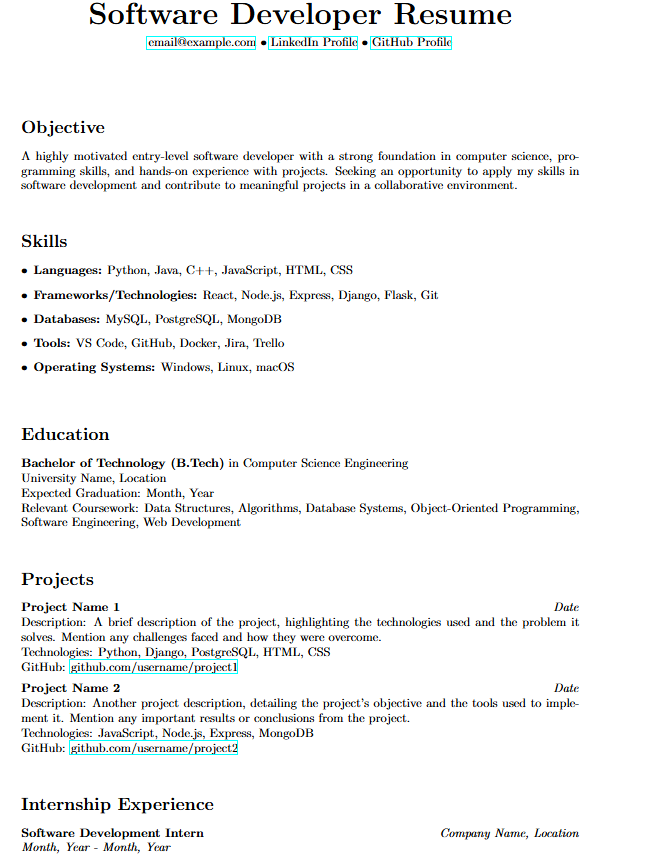 Software Developer Resume
email@example.com • LinkedIn Profile • GitHub Profile
Objective
A highly motivated entry-level software developer with a strong foundation in computer science, pro-
gramming skills, and hands-on experience with projects. Seeking an opportunity to apply my skills in
software development and contribute to meaningful projects in a collaborative environment.
Skills
• Languages: Python, Java, C++, JavaScript, HTML, CSS
• Frameworks/Technologies: React, Node.js, Express, Django, Flask, Git
• Databases: MySQL, PostgreSQL, MongoDB
• Tools: VS Code, GitHub, Docker, Jira, Trello
• Operating Systems: Windows, Linux, macOS
Education
Bachelor of Technology (B.Tech) in Computer Science Engineering
University Name, Location
Expected Graduation: Month, Year
Relevant Coursework: Data Structures, Algorithms, Database Systems, Object-Oriented Programming,
Software Engineering, Web Development
Projects
Project Name 1 Date
Description: A brief description of the project, highlighting the technologies used and the problem it
solves. Mention any challenges faced and how they were overcome.
Technologies: Python, Django, PostgreSQL, HTML, CSS
GitHub: github.com/username/project1
Project Name 2 Date
Description: Another project description, detailing the project's objective and the tools used to imple-
ment it. Mention any important results or conclusions from the project.
Technologies: JavaScript, Node.js, Express, MongoDB
GitHub: github.com/username/project2
Internship Experience
Software Development Intern Company Name, Location
Month, Year - Month, Year